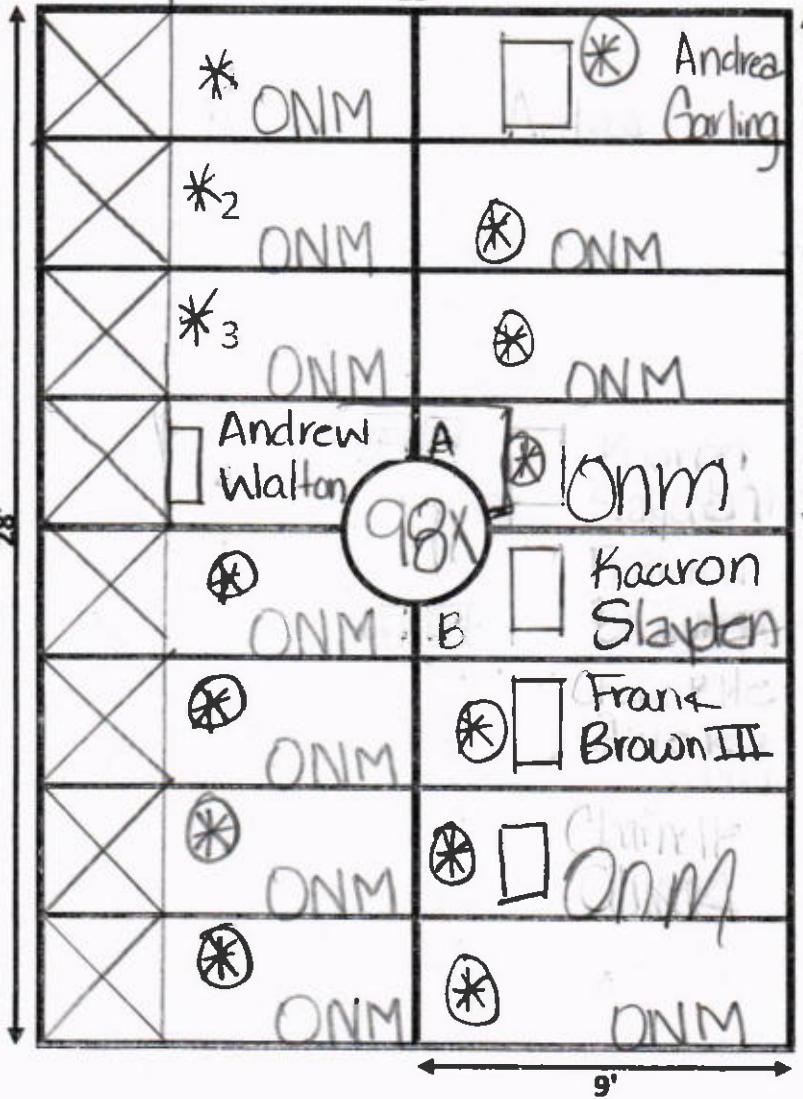 * ONM
* Andrea
Garling
*2 ONM
* ONM
*3 ONM
* ONM
Andrew
Walton
A
* ONM
98X
28'
* ONM
B
Kaaron
Slayden
* ONM
* Frank
Brown III
* ONM
* ONM
* ONM
* ONM
9'